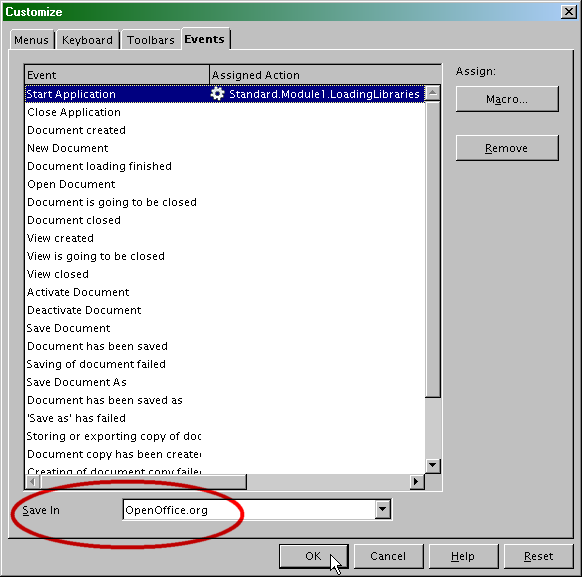 Customize
Menus Keyboard Toolbars Events
Event Assigned Action
Assign:
Start Application Standard.Module1.LoadingLibraries
Macro...
Close Application
Document created
New Document
Remove
Document loading finished
Open Document
Document is going to be closed
Document closed
View created
View is going to be closed
View closed
Activate Document
Deactivate Document
Save Document
Document has been saved
Saving of document failed
Save Document As
Document has been saved as
'Save as' has failed
Storing or exporting copy of doc
Document copy has been create
Creating of document copy faile
Save In OpenOffice.org
OK Cancel Help Reset